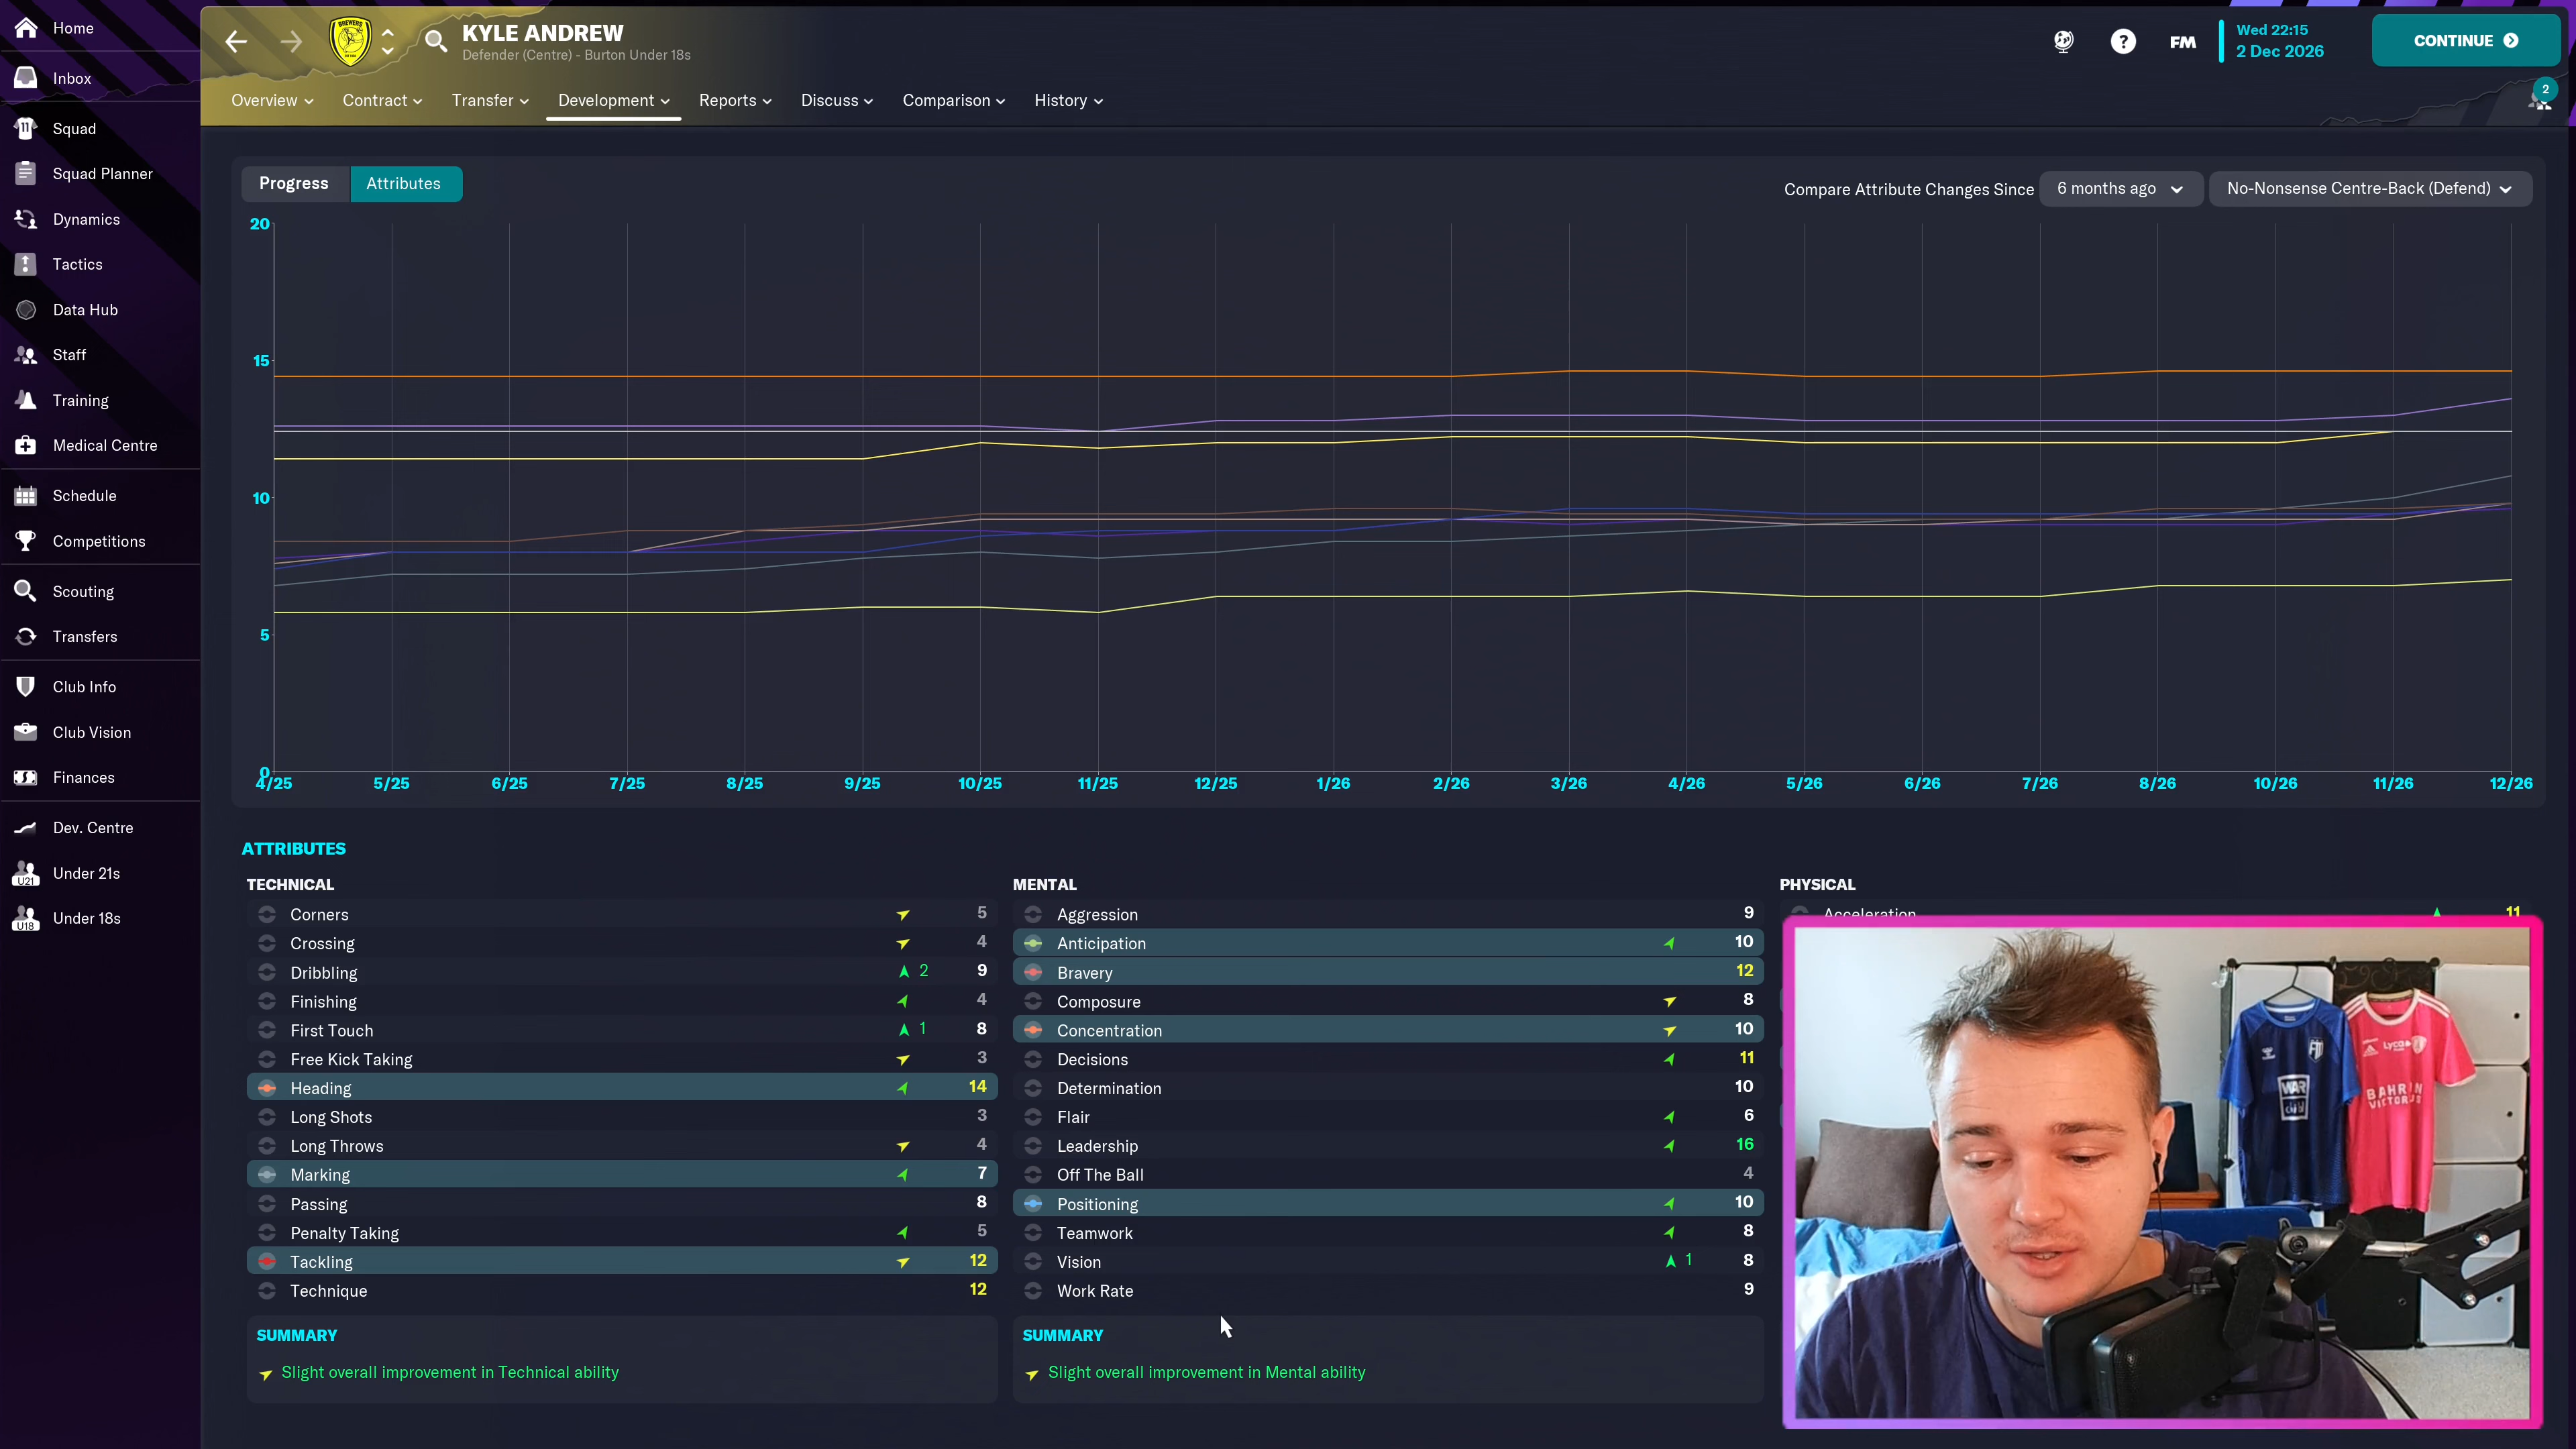 Home
Inbox
Squad
Squad Planner
Dynamics
Tactics
Data Hub
Staff
Training
Medical Centre
Schedule
Competitions
Scouting
Transfers
Club Info
Club Vision
Finances
Dev. Centre
U21 Under 21s
U18 Under 18s
BREWERS
KYLE ANDREW
Defender (Centre) - Burton Under 18s
FM
Wed 22:15
2 Dec 2026
CONTINUE
Overview Contract Transfer Development Reports Discuss Comparison History
2
Progress Attributes
Compare Attribute Changes Since 6 months ago No-Nonsense Centre-Back (Defend)
20
15
10
5
0
4/25 5/25 6/25 7/25 8/25 9/25 10/25 11/25 12/25 1/26 2/26 3/26 4/26 5/26 6/26 7/26 8/26 10/26 11/26 12/26
ATTRIBUTES
TECHNICAL
Corners 5
Crossing 4
Dribbling 2 9
Finishing 4
First Touch 1 8
Free Kick Taking 3
Heading 14
Long Shots 3
Long Throws 4
Marking 7
Passing 8
Penalty Taking 5
Tackling 12
Technique 12
SUMMARY
Slight overall improvement in Technical ability
MENTAL
Aggression 9
Anticipation 10
Bravery 12
Composure 8
Concentration 10
Decisions 11
Determination 10
Flair 6
Leadership 16
Off The Ball 4
Positioning 10
Teamwork 8
Vision 1 8
Work Rate 9
SUMMARY
Slight overall improvement in Mental ability
PHYSICAL
Acceleration 11
WAR
Lyca
BAHRAIN
VICTORIUS